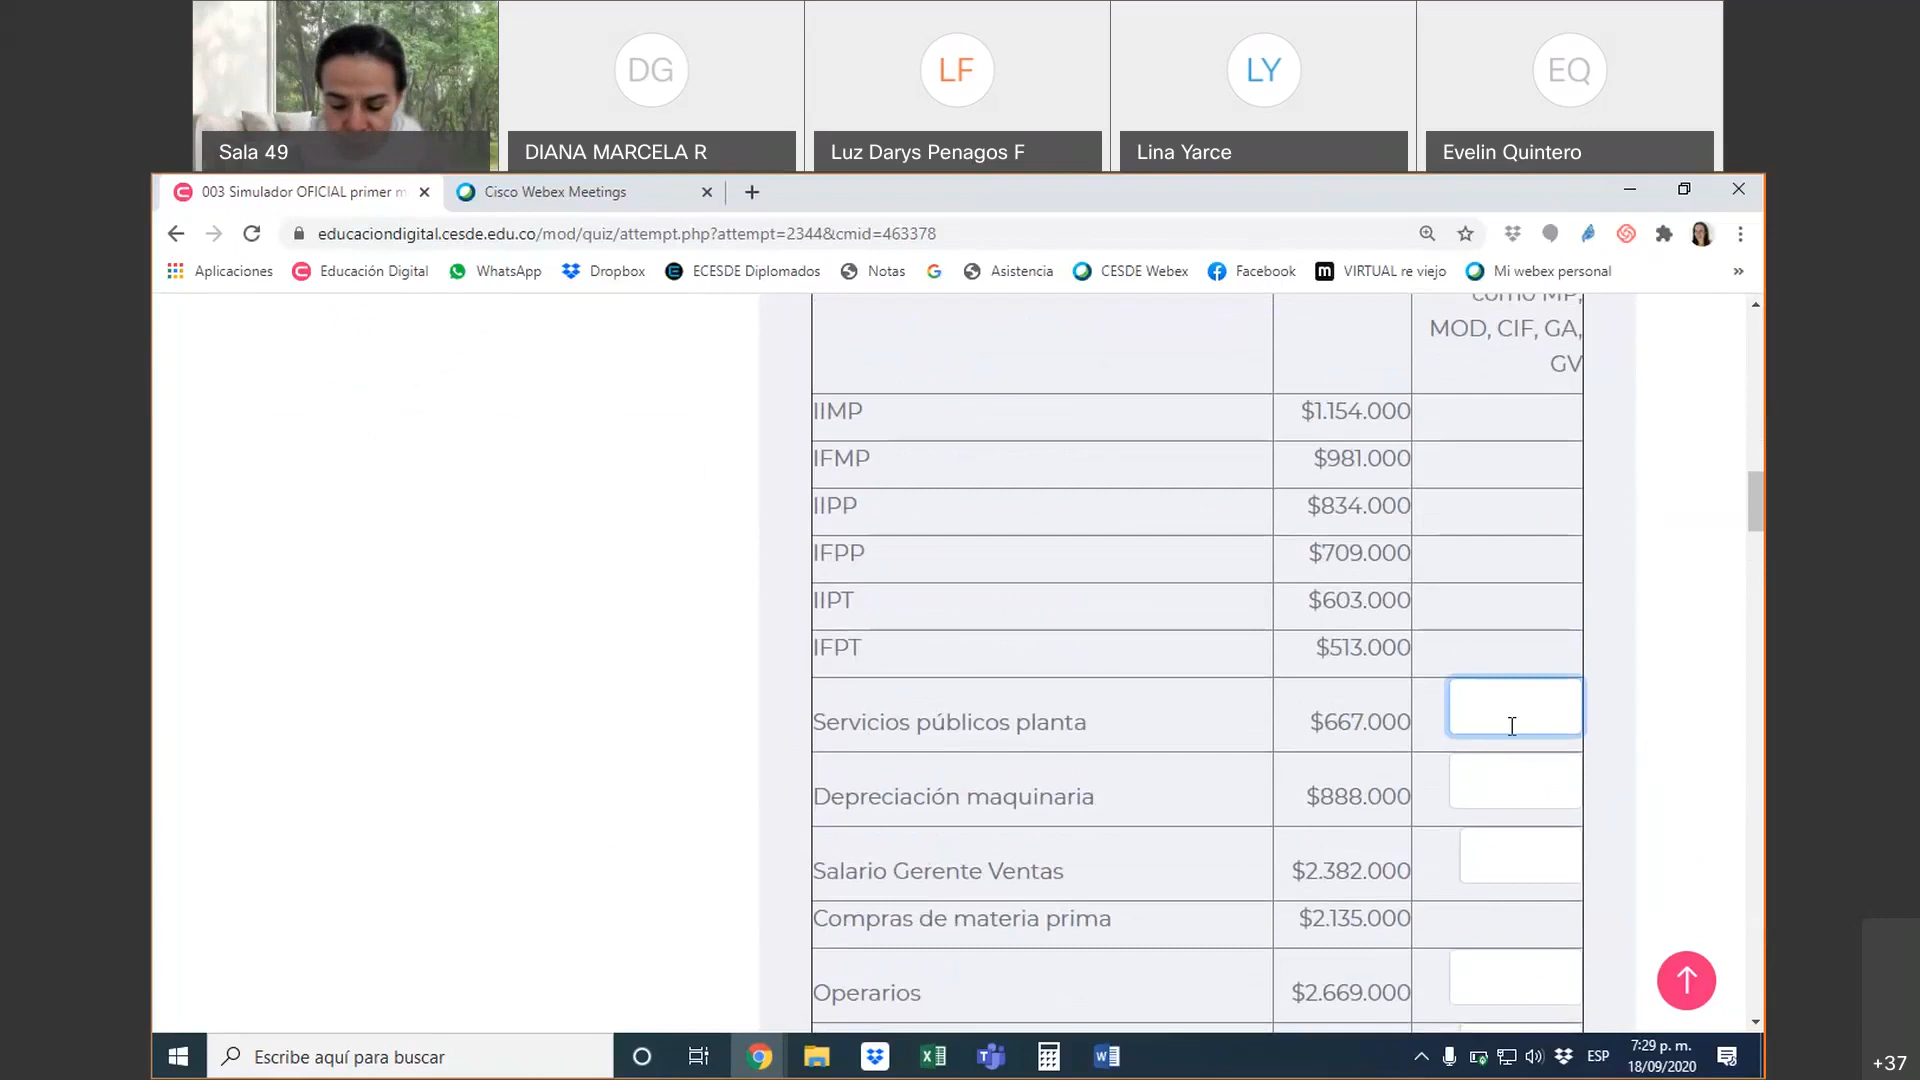 DG
LF
LY
EQ
Sala 49
DIANA MARCELA R
Luz Darys Penagos F
Lina Yarce
Evelin Quintero
003 Simulador OFICIAL primer m
Cisco Webex Meetings
educaciondigital.cesde.edu.co/mod/quiz/attempt.php?attempt=2344&cmid=463378
Aplicaciones
Educación Digital
WhatsApp
Dropbox
ECESDE Diplomados
Notas
Asistencia
CESDE Webex
Facebook
VIRTUAL re viejo
Mi webex personal
»
como MP,
MOD, CIF, GA,
GV
IIMP $1.154.000
IFMP $981.000
IIPP $834.000
IFPP $709.000
IIPT $603.000
IFPT $513.000
Servicios públicos planta $667.000
Depreciación maquinaria $888.000
Salario Gerente Ventas $2.382.000
Compras de materia prima $2.135.000
Operarios $2.669.000
Escribe aquí para buscar
ESP
7:29 p. m.
18/09/2020
+37